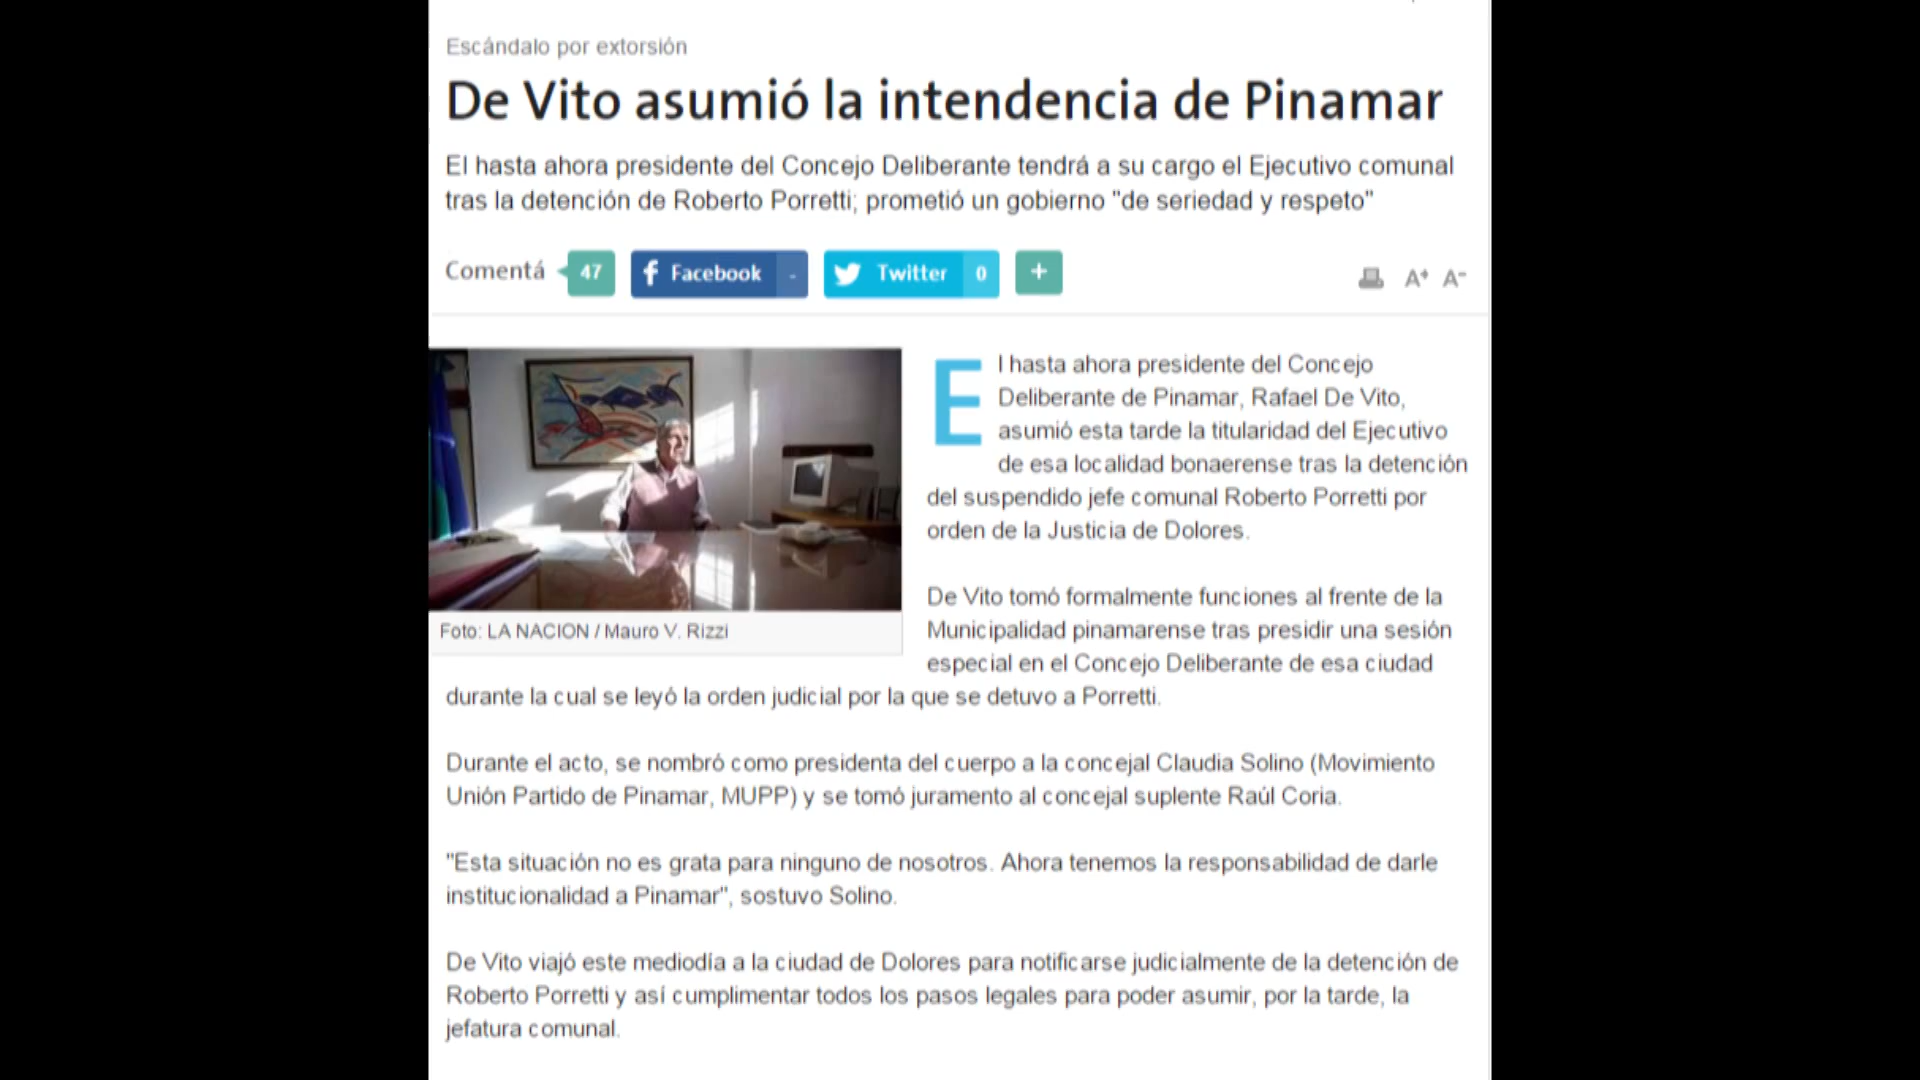 Escándalo por extorsión
De Vito asumió la intendencia de Pinamar
El hasta ahora presidente del Concejo Deliberante tendrá a su cargo el Ejecutivo comunal
tras la detención de Roberto Porretti; prometió un gobierno "de seriedad y respeto"
Comentá 47 f Facebook - Twitter 0 + A+ A-
El hasta ahora presidente del Concejo
Deliberante de Pinamar, Rafael De Vito,
asumió esta tarde la titularidad del Ejecutivo
de esa localidad bonaerense tras la detención
del suspendido jefe comunal Roberto Porretti por
orden de la Justicia de Dolores.
Foto: LA NACION / Mauro V. Rizzi
De Vito tomó formalmente funciones al frente de la
Municipalidad pinamarense tras presidir una sesión
especial en el Concejo Deliberante de esa ciudad
durante la cual se leyó la orden judicial por la que se detuvo a Porretti.
Durante el acto, se nombró como presidenta del cuerpo a la concejal Claudia Solino (Movimiento
Unión Partido de Pinamar, MUPP) y se tomó juramento al concejal suplente Raúl Coria.
"Esta situación no es grata para ninguno de nosotros. Ahora tenemos la responsabilidad de darle
institucionalidad a Pinamar", sostuvo Solino.
De Vito viajó este mediodía a la ciudad de Dolores para notificarse judicialmente de la detención de
Roberto Porretti y así cumplimentar todos los pasos legales para poder asumir, por la tarde, la
jefatura comunal.